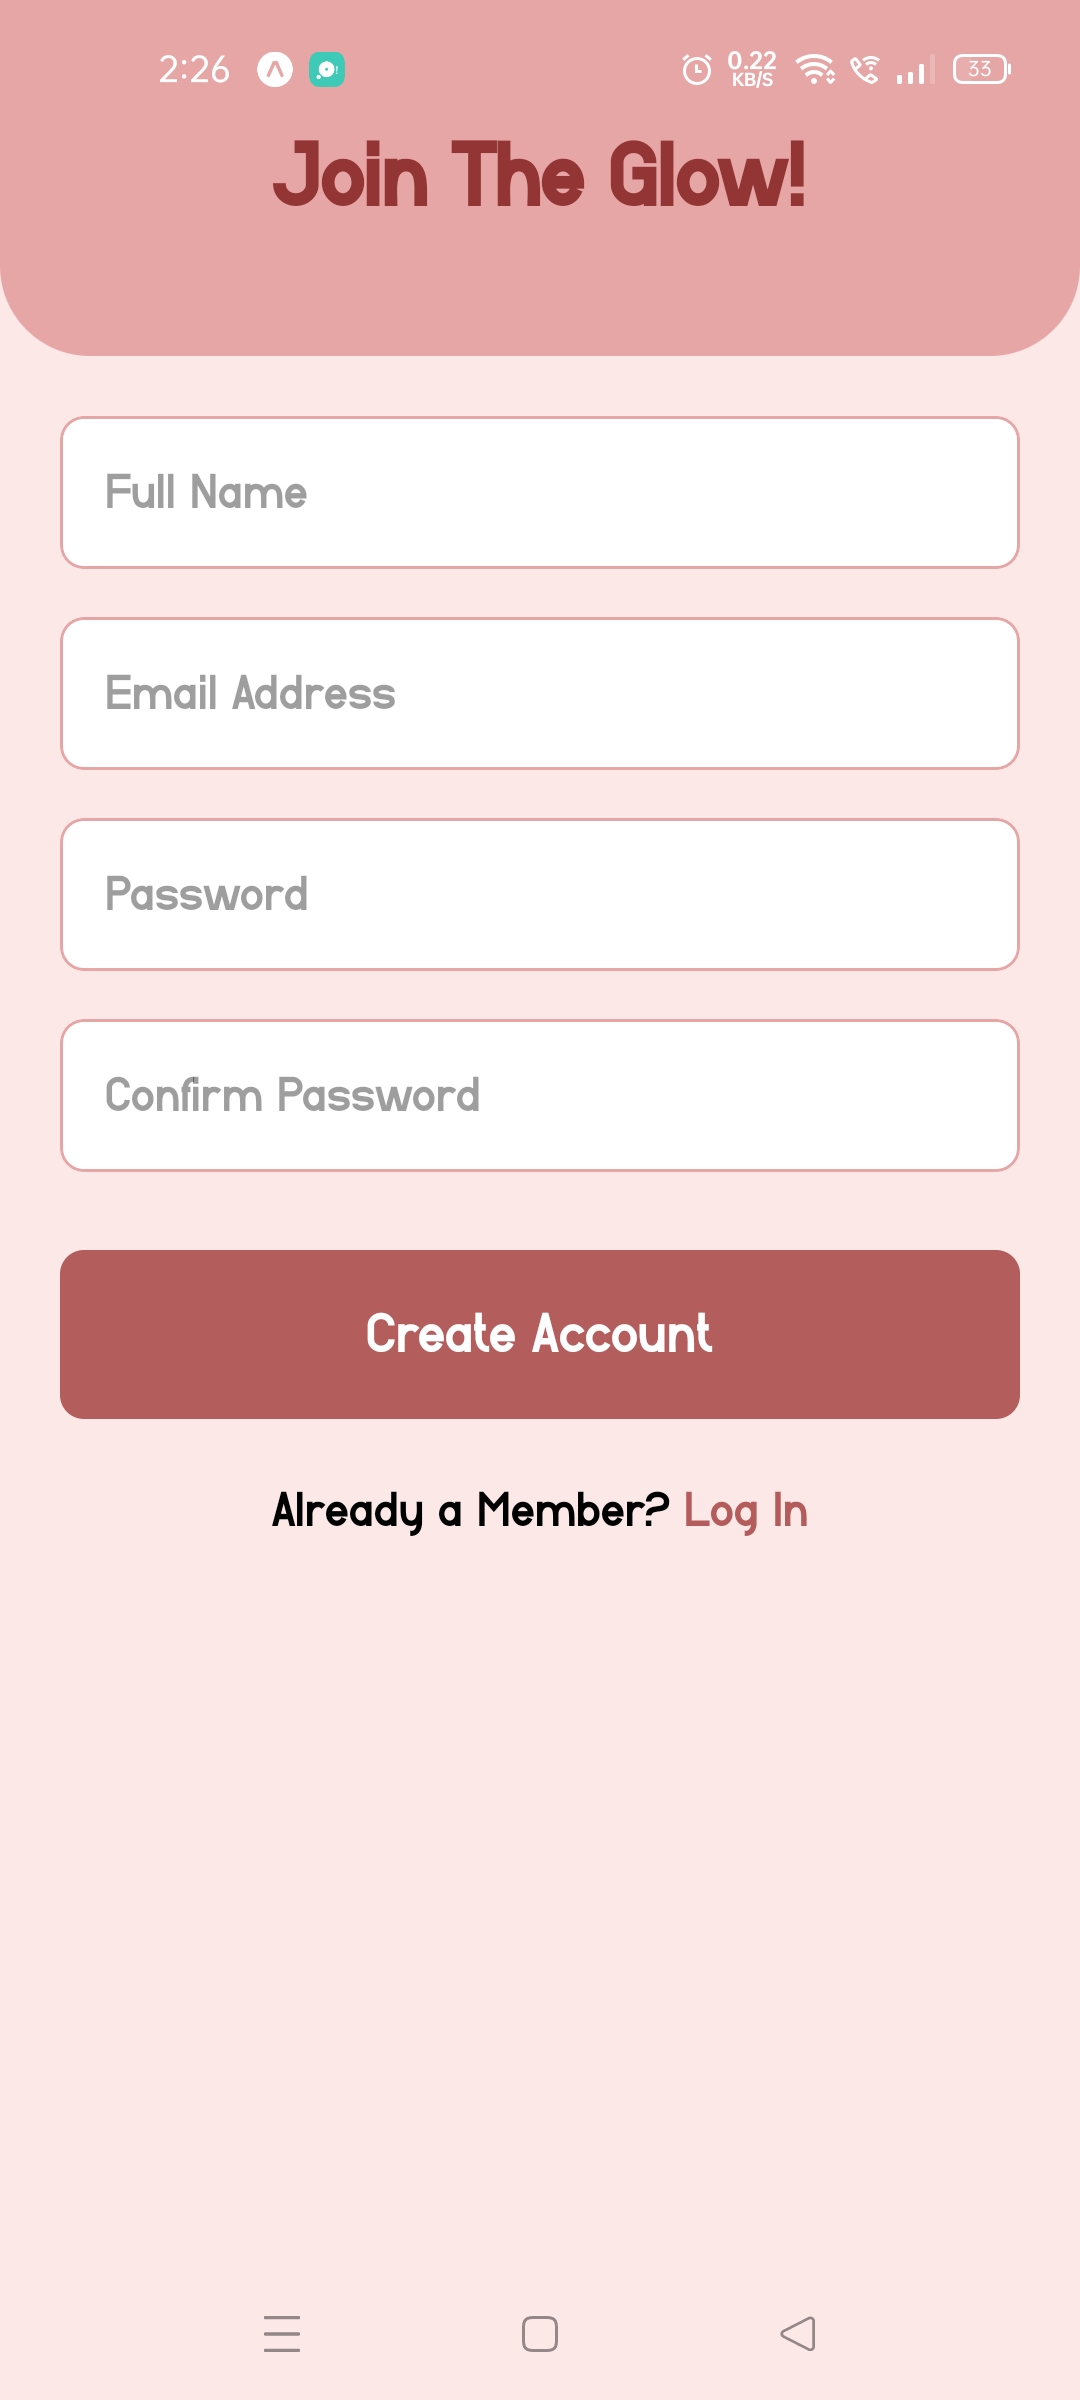 2:26 0.22 KB/S 33
Join The Glow!
Full Name
Email Address
Password
Confirm Password
Create Account
Already a Member? Log In